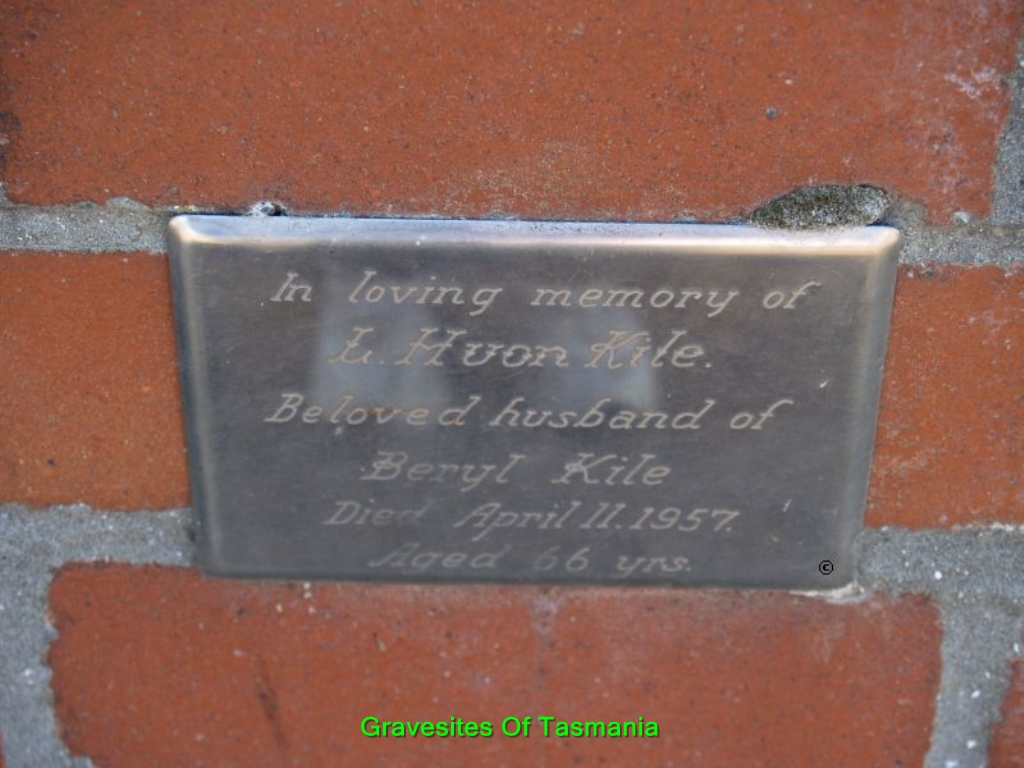 In loving memory of
L. Huon Kile.
Beloved husband of
Beryl Kile
Died April 11. 1957.
Aged 66 yrs.
©
Gravesites Of Tasmania